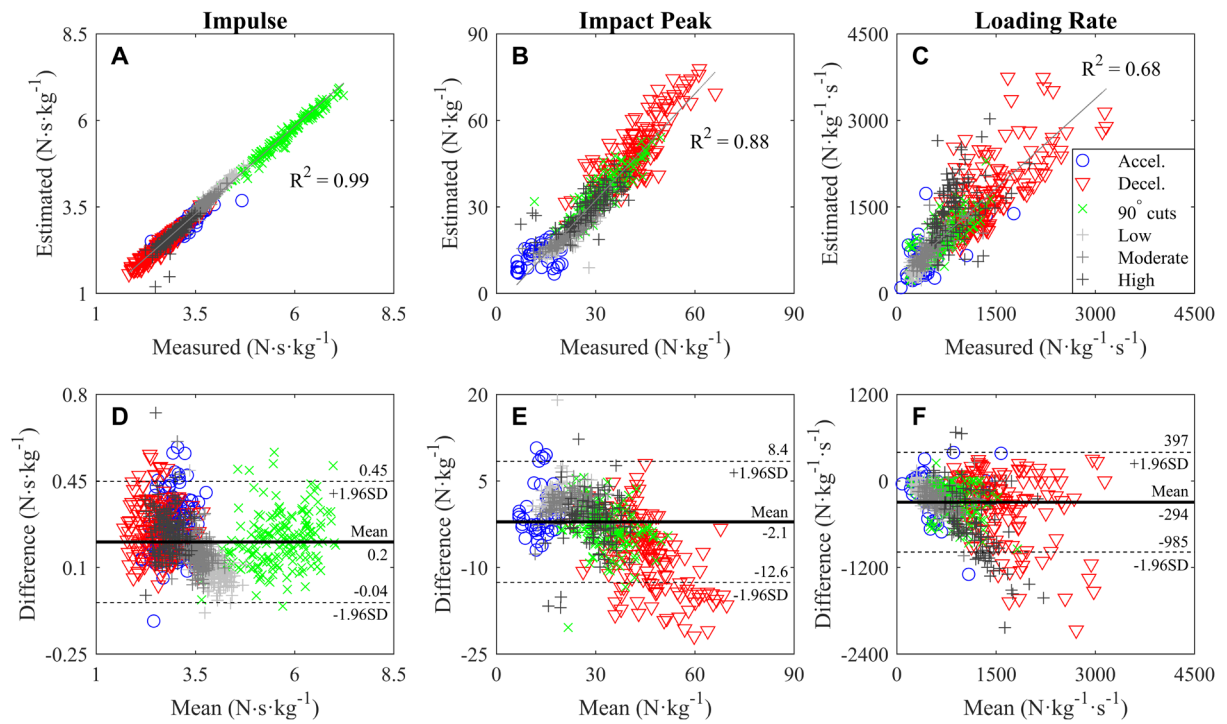 Impulse
Impact Peak
Loading Rate
A
8.5
6
3.5
1
1
3.5
6
8.5
Estimated (N·s·kg⁻¹)
Measured (N·s·kg⁻¹)
R² = 0.99
B
90
60
30
0
0
30
60
90
Estimated (N·kg⁻¹)
Measured (N·kg⁻¹)
R² = 0.88
C
4500
3000
1500
0
0
1500
3000
4500
Estimated (N·kg⁻¹·s⁻¹)
Measured (N·kg⁻¹·s⁻¹)
R² = 0.68
Accel.
Decel.
90° cuts
Low
Moderate
High
D
0.8
0.45
0.1
-0.25
1
3.5
6
8.5
Difference (N·s·kg⁻¹)
Mean (N·s·kg⁻¹)
0.45
+1.96SD
Mean
0.2
-0.04
-1.96SD
E
20
5
-10
-25
0
30
60
90
Difference (N·kg⁻¹)
Mean (N·kg⁻¹)
8.4
+1.96SD
Mean
-2.1
-12.6
-1.96SD
F
1200
0
-1200
-2400
0
1500
3000
4500
Difference (N·kg⁻¹·s⁻¹)
Mean (N·kg⁻¹·s⁻¹)
397
+1.96SD
Mean
-294
-985
-1.96SD